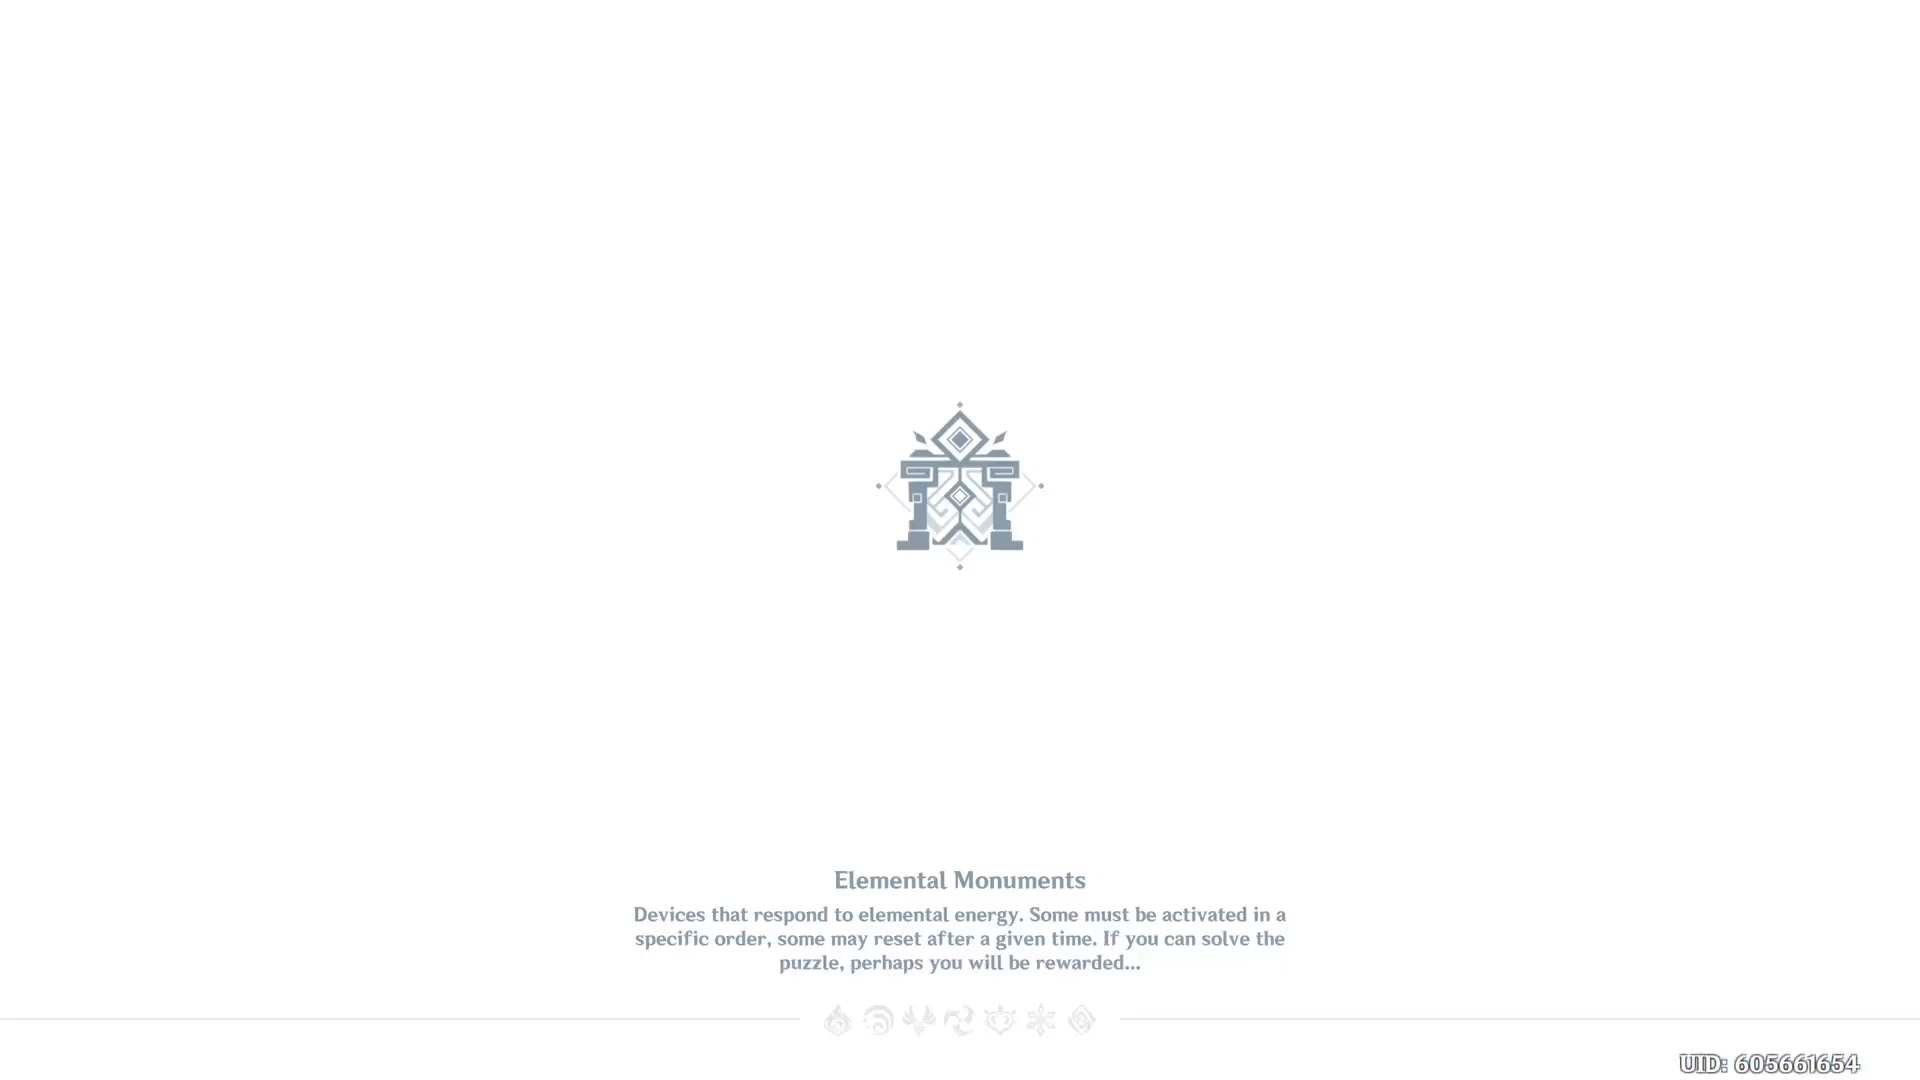 Elemental Monuments
Devices that respond to elemental energy. Some must be activated in a
specific order, some may reset after a given time. If you can solve the
puzzle, perhaps you will be rewarded...
UID: 605661654